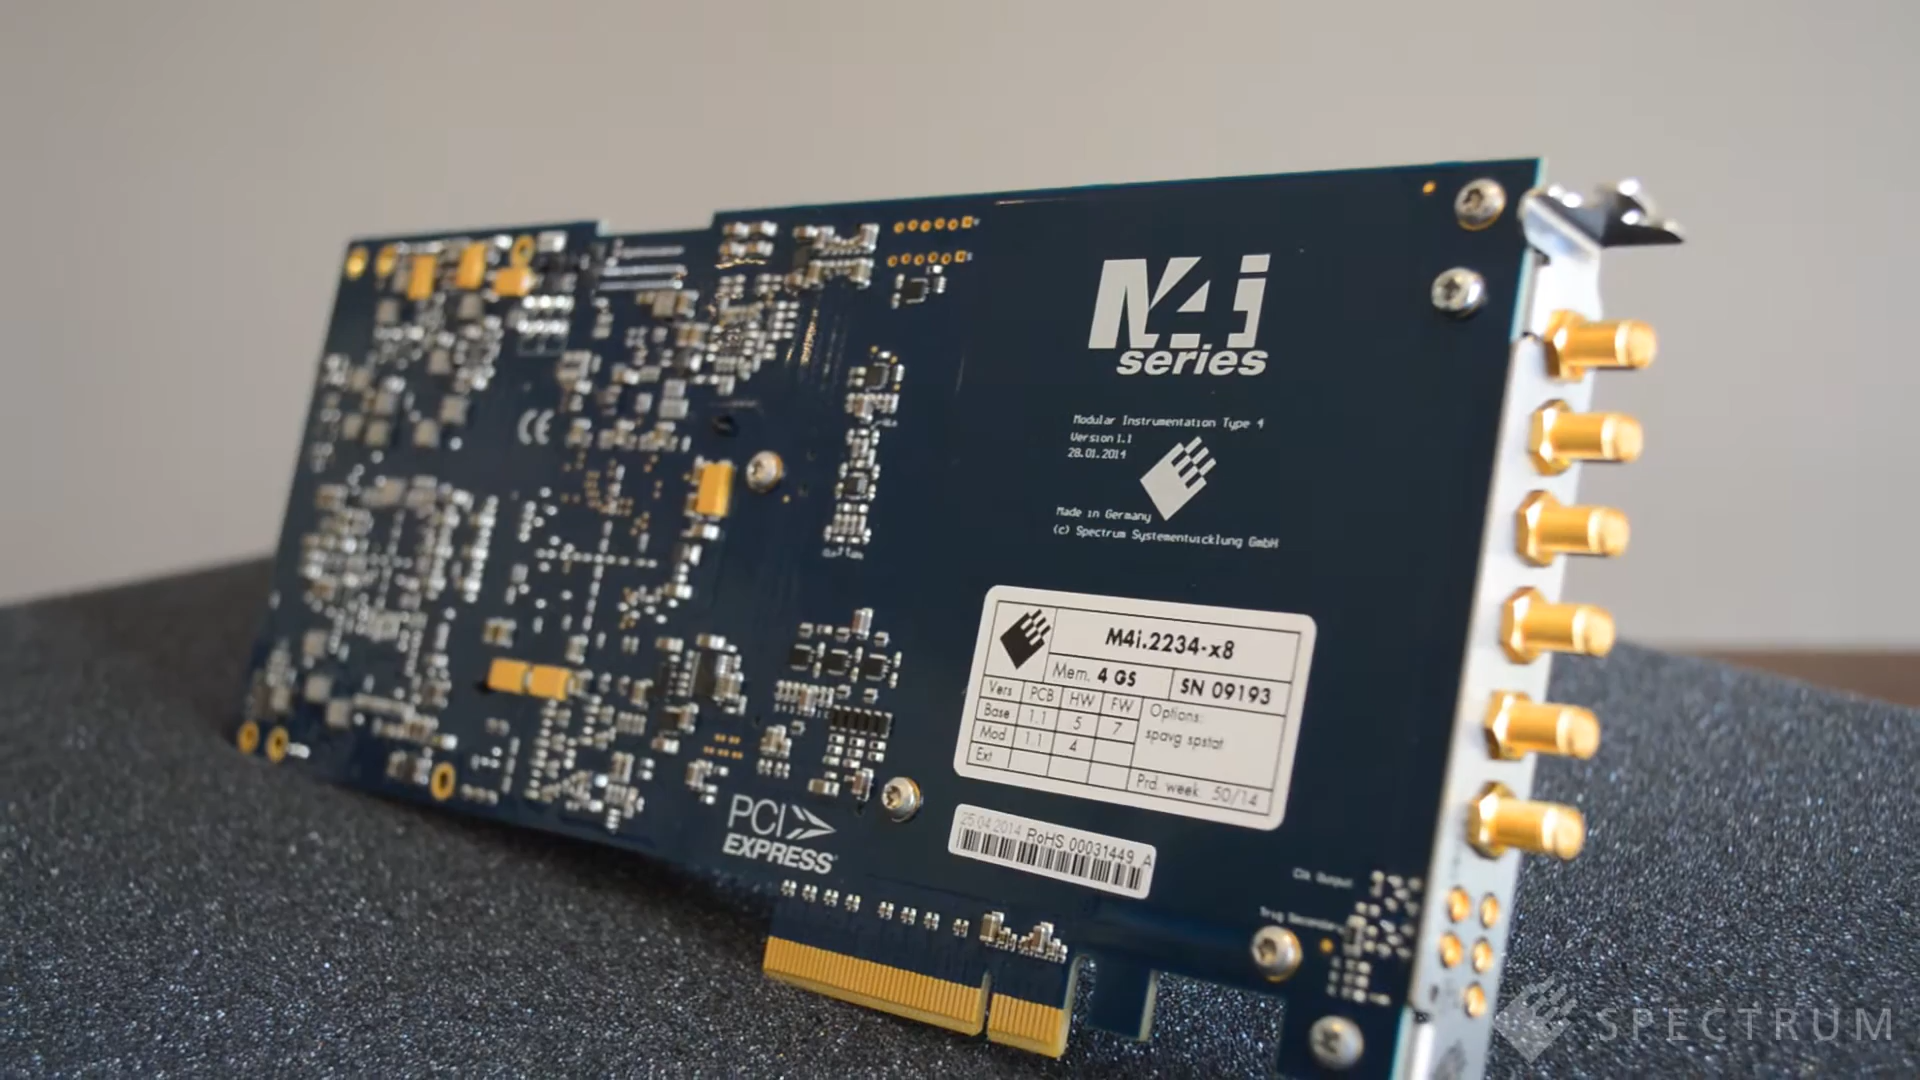 M4i
series
Modular Instrumentation Type 4
Version 1.1
28.01.2014
Made in Germany
(c) Spectrum Systementwicklung GmbH
CE
M4i.2234-x8
Mem. 4 GS
SN 09193
Vers PCB HW FW
Base 1.1 5 7
Mod 1.1 4
Ext
Options:
spavg spstat
Prd. week 50/14
PCI
EXPRESS
25.04.2014 RoHS 00031449 A
Clk Output
Trig Secondary
SPECTRUM